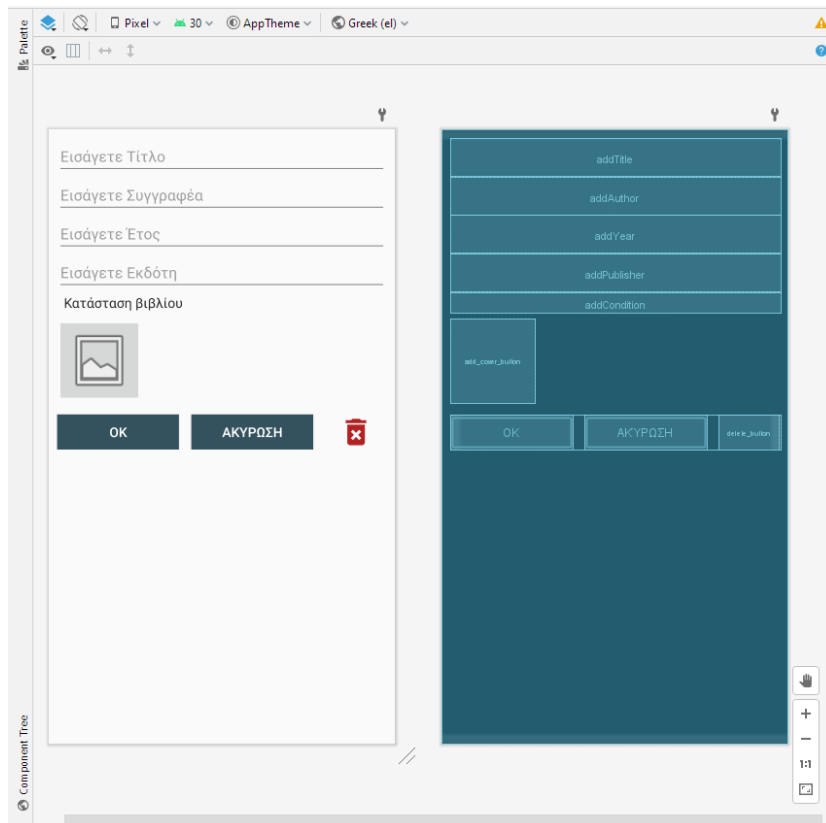 Palette
Pixel 30 AppTheme Greek (el)
Εισάγετε Τίτλο
Εισάγετε Συγγραφέα
Εισάγετε Έτος
Εισάγετε Εκδότη
Κατάσταση βιβλίου
OK ΑΚΥΡΩΣΗ
addTitle
addAuthor
addYear
addPublisher
addCondition
add_cover_button
OK ΑΚΎΡΩΣΗ delete_button
Component Tree
1:1